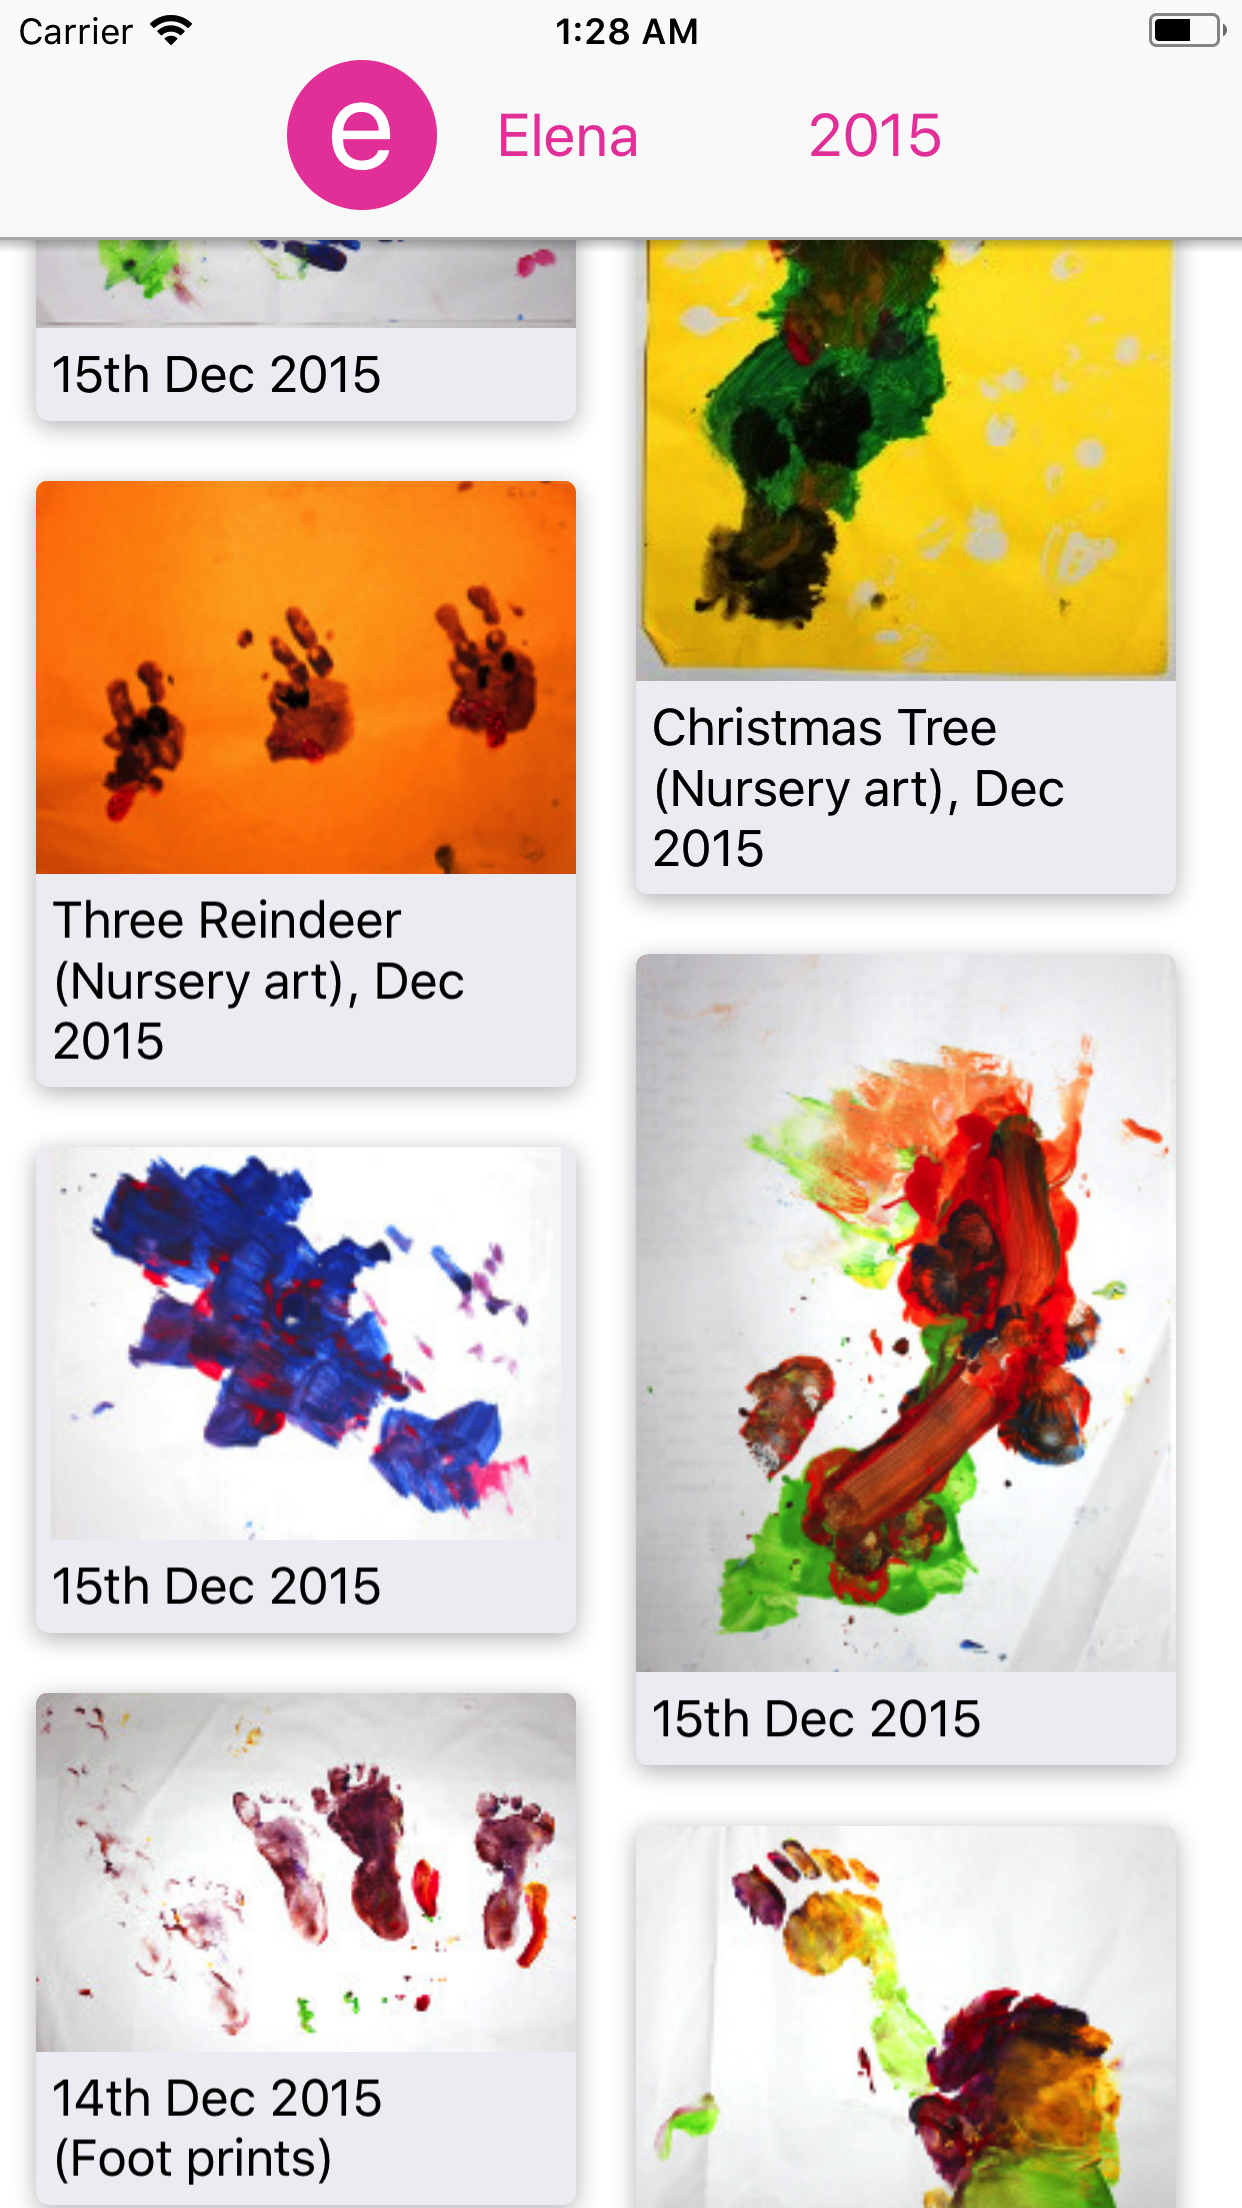 Carrier 1:28 AM
e Elena 2015
15th Dec 2015
Three Reindeer
(Nursery art), Dec
2015
15th Dec 2015
14th Dec 2015
(Foot prints)
Christmas Tree
(Nursery art), Dec
2015
15th Dec 2015